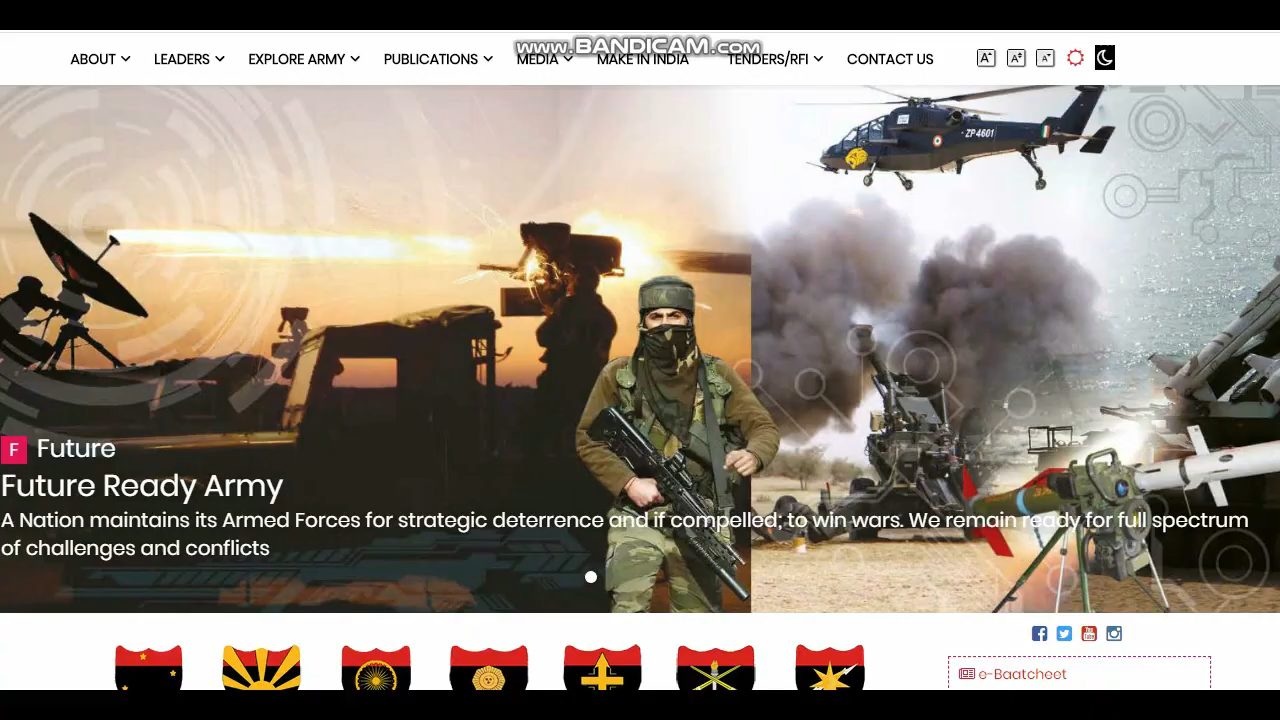 www.BANDICAM.com
ABOUT LEADERS EXPLORE ARMY PUBLICATIONS MEDIA MAKE IN INDIA TENDERS/RFI CONTACT US
ZP 4601
F Future
Future Ready Army
A Nation maintains its Armed Forces for strategic deterrence and if compelled; to win wars. We remain ready for full spectrum
of challenges and conflicts
e-Baatcheet